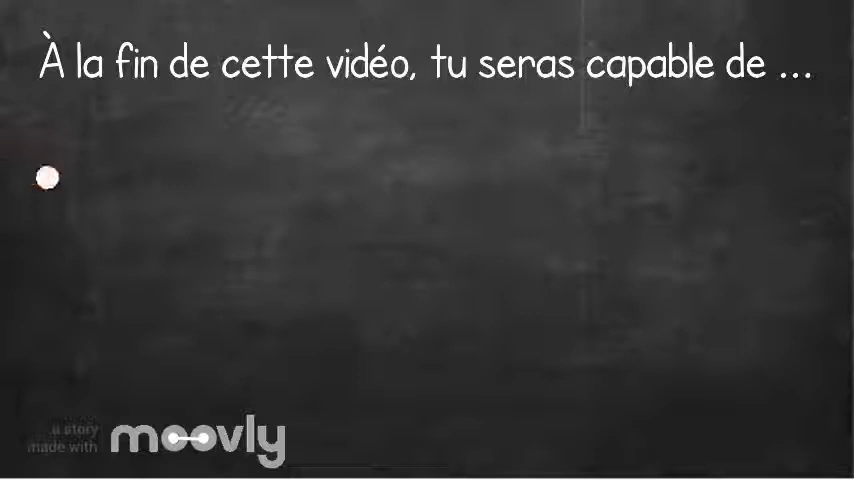 À la fin de cette vidéo, tu seras capable de ...
a story
made with
moovly